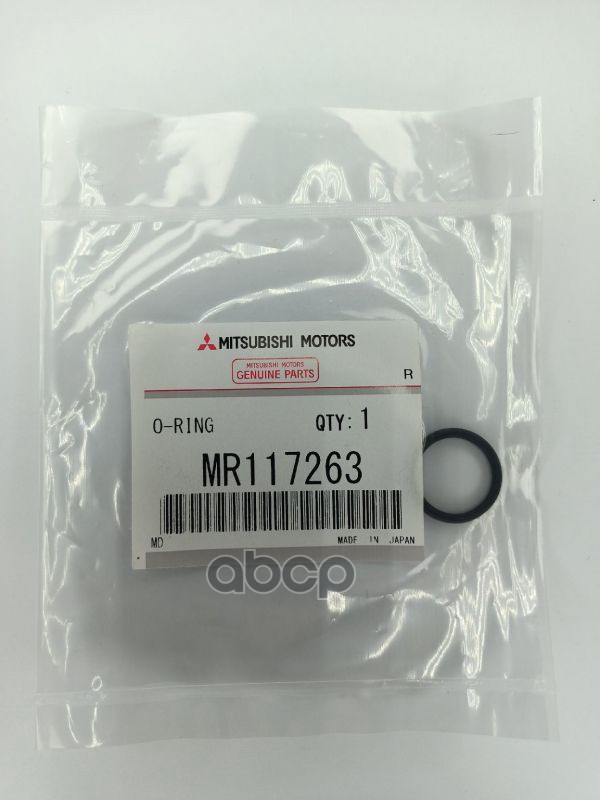 MITSUBISHI MOTORS
MITSUBISHI MOTORS
GENUINE PARTS
R
O-RING QTY: 1
MR117263
MD MADE IN JAPAN
abcp